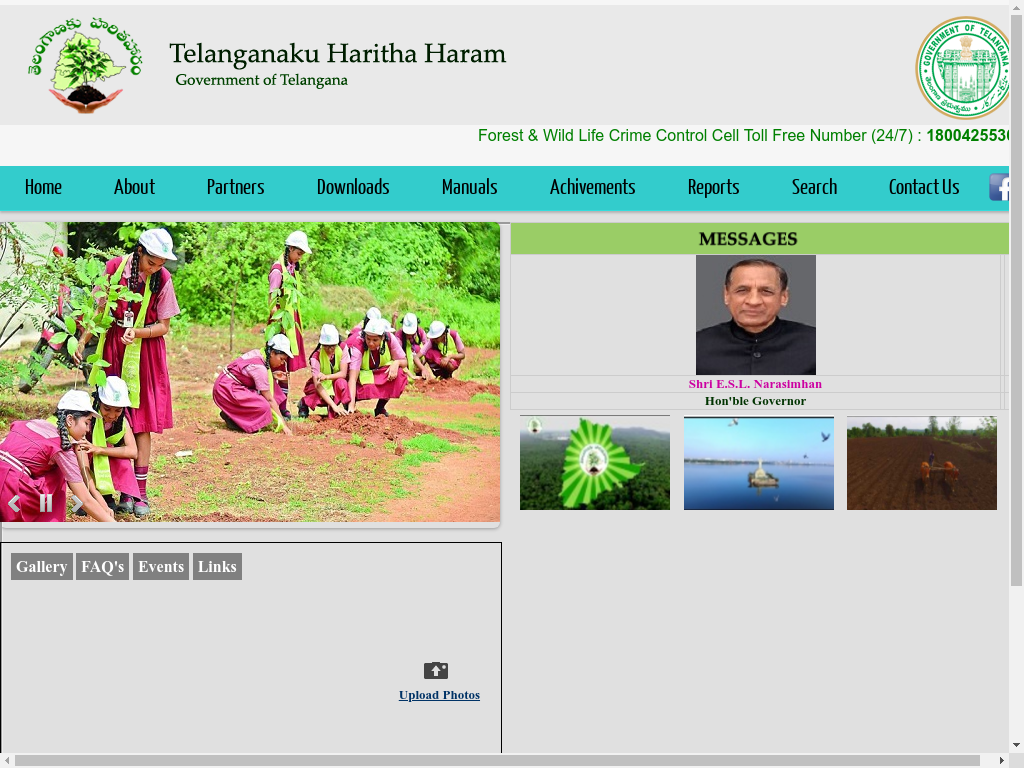 తెలంగాణకు హరితహారం
Telanganaku Haritha Haram
Government of Telangana
GOVERNMENT OF TELANGANA
Forest & Wild Life Crime Control Cell Toll Free Number (24/7) : 1800425530
Home About Partners Downloads Manuals Achivements Reports Search Contact Us
MESSAGES
Shri E.S.L. Narasimhan
Hon'ble Governor
Gallery FAQ's Events Links
Upload Photos